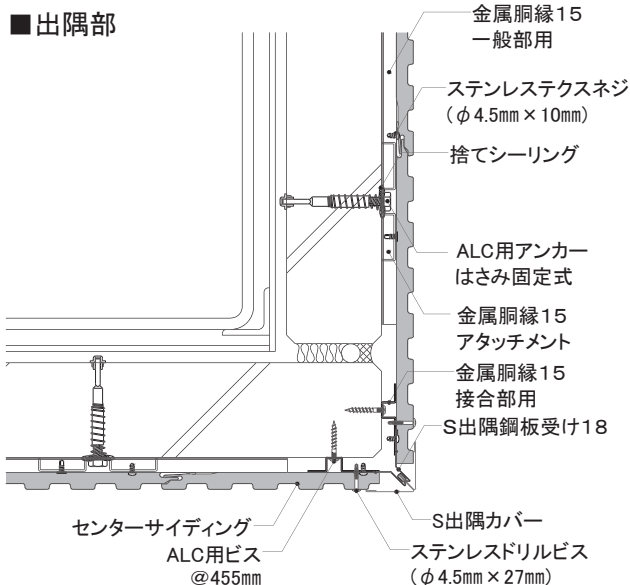 ■出隅部
金属胴縁15
一般部用
ステンレステクスネジ
(φ4.5mm×10mm)
捨てシーリング
ALC用アンカー
はさみ固定式
金属胴縁15
アタッチメント
金属胴縁15
接合部用
S出隅鋼板受け18
センターサイディング
ALC用ビス
@455mm
S出隅カバー
ステンレスドリルビス
(φ4.5mm×27mm)